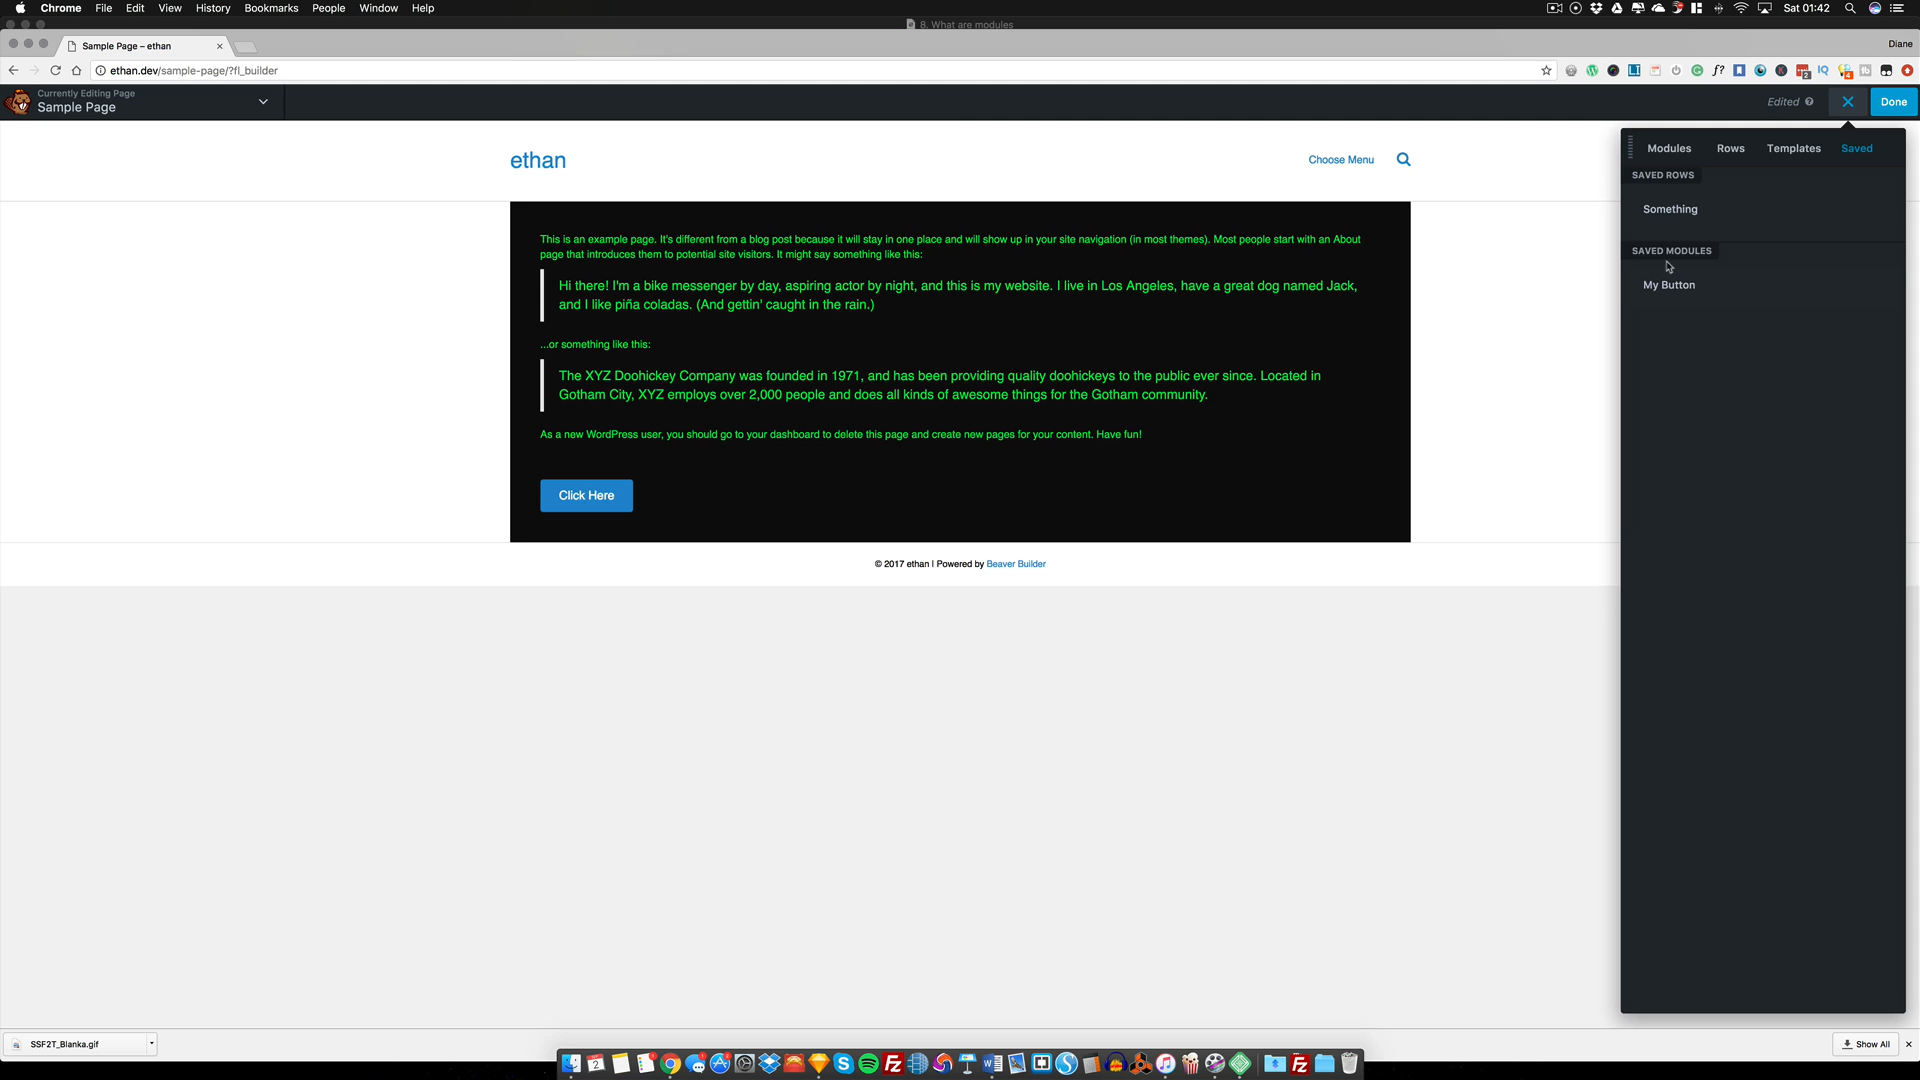 Chrome File Edit View History Bookmarks People Window Help
Sat 01:42
8. What are modules
Sample Page – ethan
Diane
ethan.dev/sample-page/?fl_builder
Currently Editing Page
Sample Page
Edited
Done
ethan
Choose Menu
Modules Rows Templates Saved
SAVED ROWS
Something
SAVED MODULES
My Button
This is an example page. It's different from a blog post because it will stay in one place and will show up in your site navigation (in most themes). Most people start with an About
page that introduces them to potential site visitors. It might say something like this:
Hi there! I'm a bike messenger by day, aspiring actor by night, and this is my website. I live in Los Angeles, have a great dog named Jack,
and I like piña coladas. (And gettin' caught in the rain.)
...or something like this:
The XYZ Doohickey Company was founded in 1971, and has been providing quality doohickeys to the public ever since. Located in
Gotham City, XYZ employs over 2,000 people and does all kinds of awesome things for the Gotham community.
As a new WordPress user, you should go to your dashboard to delete this page and create new pages for your content. Have fun!
Click Here
© 2017 ethan | Powered by Beaver Builder
SSF2T_Blanka.gif
Show All